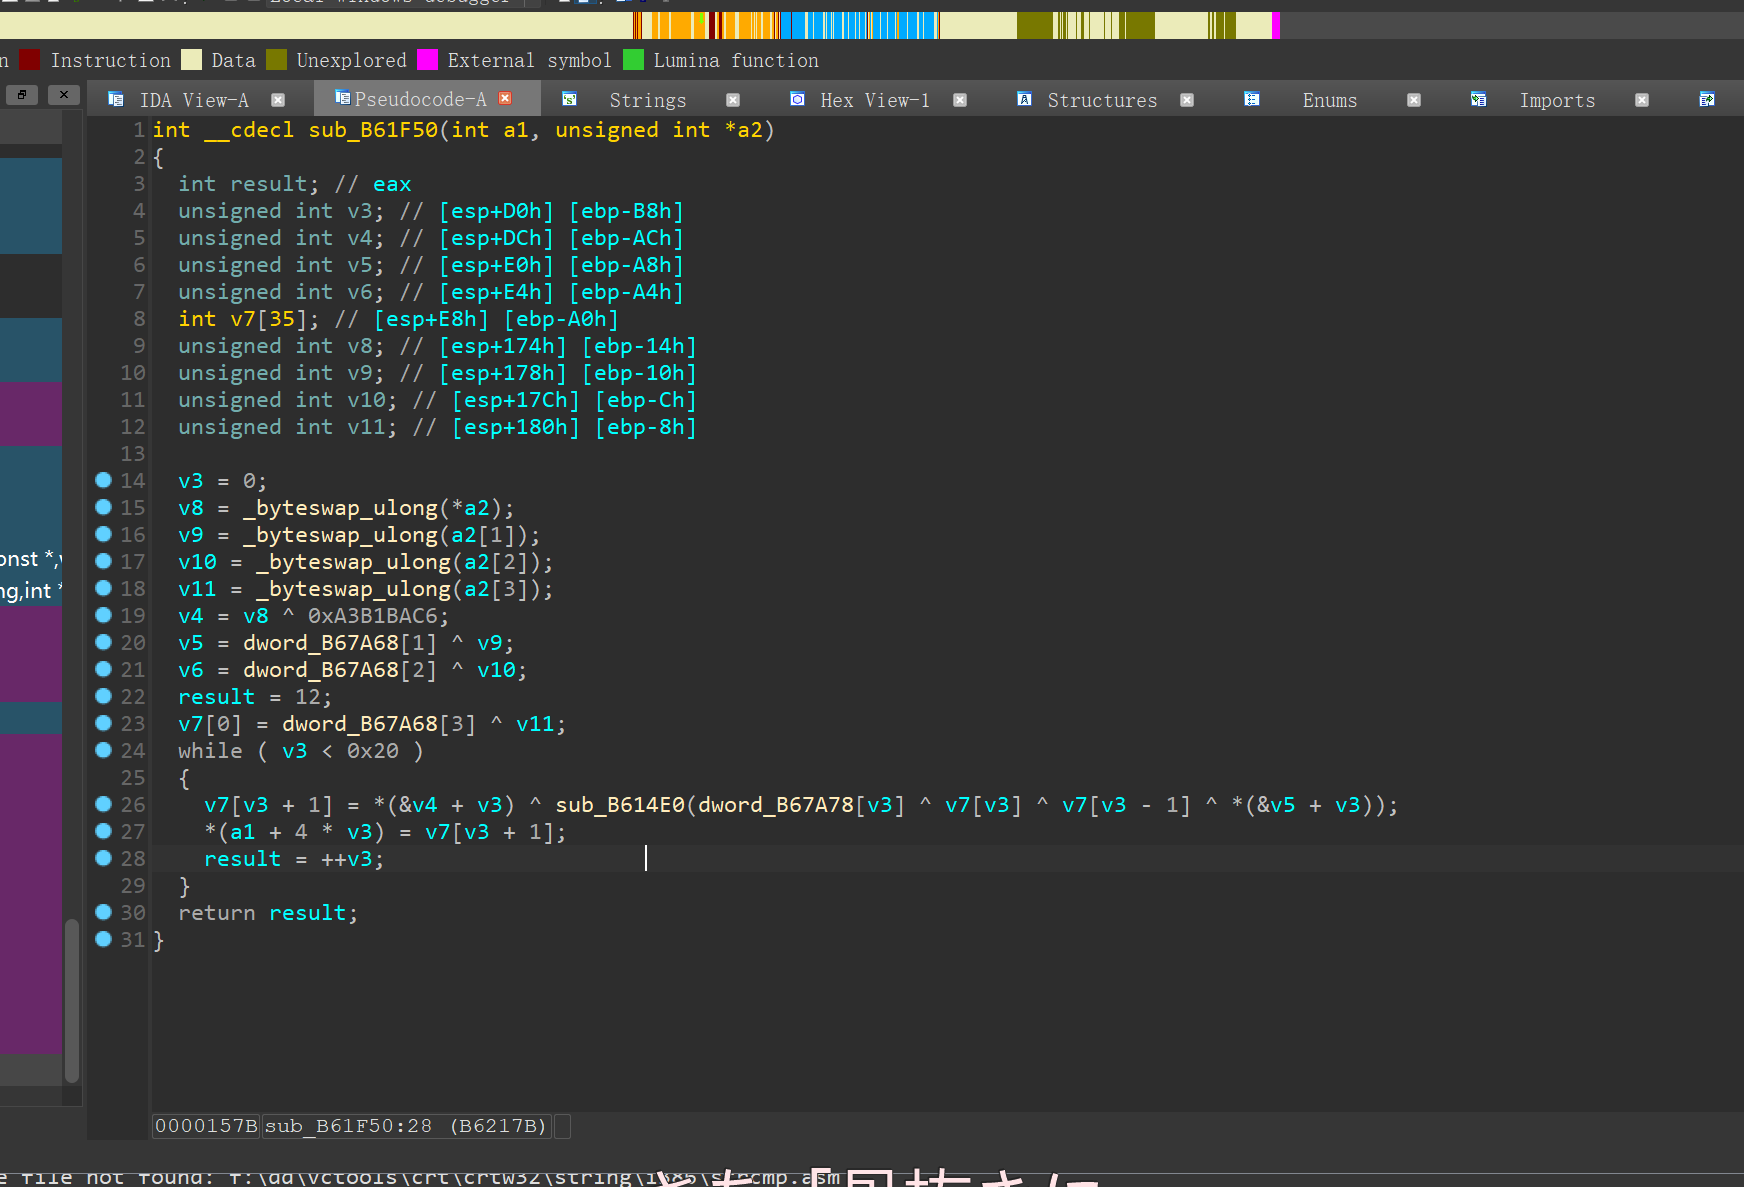 Instruction Data Unexplored External symbol Lumina function
IDA View-A Pseudocode-A Strings Hex View-1 Structures Enums Imports
1 int __cdecl sub_B61F50(int a1, unsigned int *a2)
2 {
3 int result; // eax
4 unsigned int v3; // [esp+D0h] [ebp-B8h]
5 unsigned int v4; // [esp+DCh] [ebp-ACh]
6 unsigned int v5; // [esp+E0h] [ebp-A8h]
7 unsigned int v6; // [esp+E4h] [ebp-A4h]
8 int v7[35]; // [esp+E8h] [ebp-A0h]
9 unsigned int v8; // [esp+174h] [ebp-14h]
10 unsigned int v9; // [esp+178h] [ebp-10h]
11 unsigned int v10; // [esp+17Ch] [ebp-Ch]
12 unsigned int v11; // [esp+180h] [ebp-8h]
13
14 v3 = 0;
15 v8 = _byteswap_ulong(*a2);
16 v9 = _byteswap_ulong(a2[1]);
17 v10 = _byteswap_ulong(a2[2]);
18 v11 = _byteswap_ulong(a2[3]);
19 v4 = v8 ^ 0xA3B1BAC6;
20 v5 = dword_B67A68[1] ^ v9;
21 v6 = dword_B67A68[2] ^ v10;
22 result = 12;
23 v7[0] = dword_B67A68[3] ^ v11;
24 while ( v3 < 0x20 )
25 {
26 v7[v3 + 1] = *(&v4 + v3) ^ sub_B614E0(dword_B67A78[v3] ^ v7[v3] ^ v7[v3 - 1] ^ *(&v5 + v3));
27 *(a1 + 4 * v3) = v7[v3 + 1];
28 result = ++v3;
29 }
30 return result;
31 }
onst *,
ng,int *
0000157B sub_B61F50:28 (B6217B)
e file not found: f:\dd\vctools\crt\crtw32\string\i386\strcmp.asm